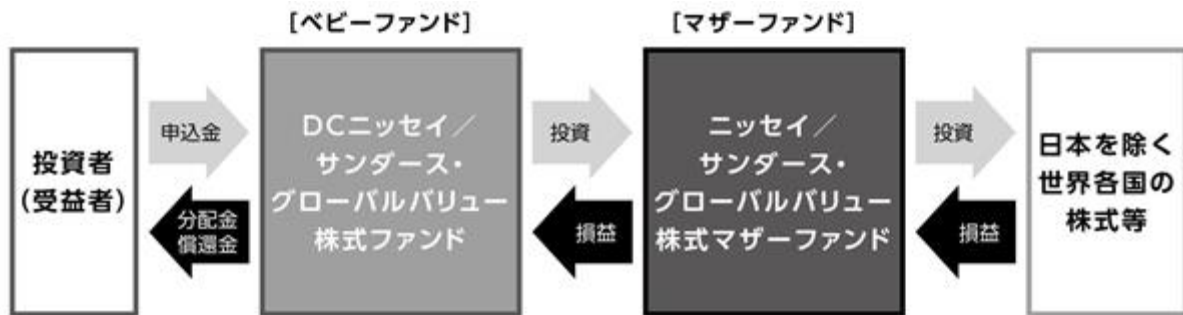 [ベビーファンド]
[マザーファンド]
投資者
(受益者)
申込金
分配金
償還金
DCニッセイ／
サンダース・
グローバルバリュー
株式ファンド
投資
損益
ニッセイ／
サンダース・
グローバルバリュー
株式マザーファンド
投資
損益
日本を除く
世界各国の
株式等